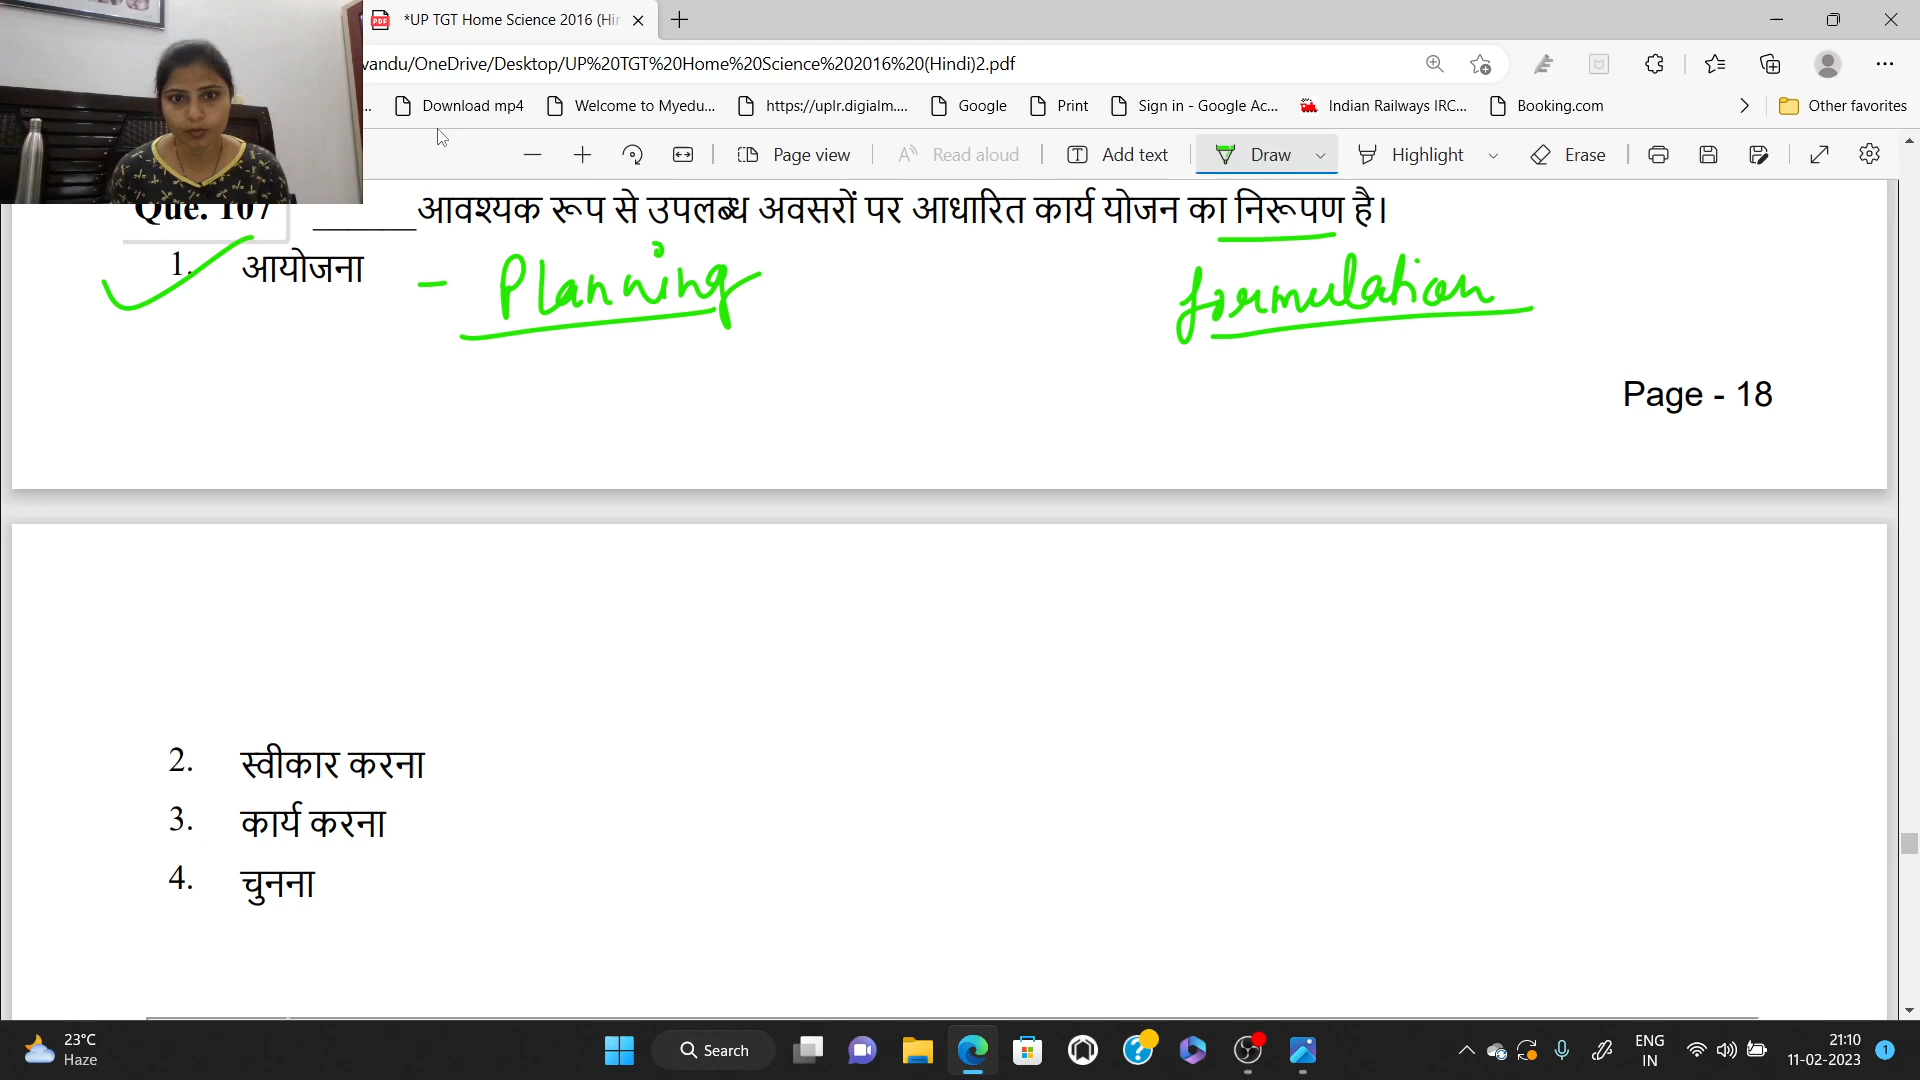 *UP TGT Home Science 2016 (Hi
vandu/OneDrive/Desktop/UP%20TGT%20Home%20Science%202016%20(Hindi)2.pdf
... Download mp4 Welcome to Myedu... https://uplr.digialm.... Google Print Sign in - Google Ac... Indian Railways IRC... Booking.com Other favorites
Page view Read aloud Add text Draw Highlight Erase
Que. 107 ______ आवश्यक रूप से उपलब्ध अवसरों पर आधारित कार्य योजन का निरूपण है।
1. आयोजना - Planning formulation
Page - 18
2. स्वीकार करना
3. कार्य करना
4. चुनना
23°C
Haze
Search
ENG
IN
21:10
11-02-2023
1